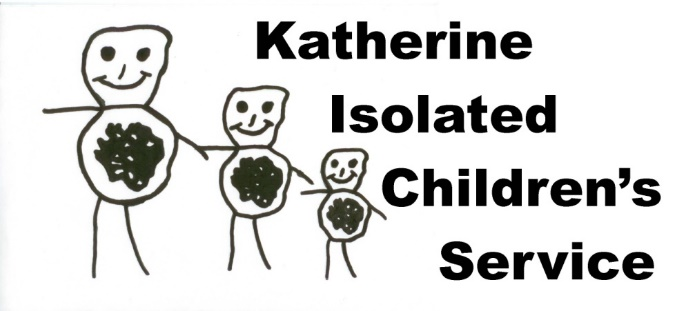 Katherine
Isolated
Children’s
Service